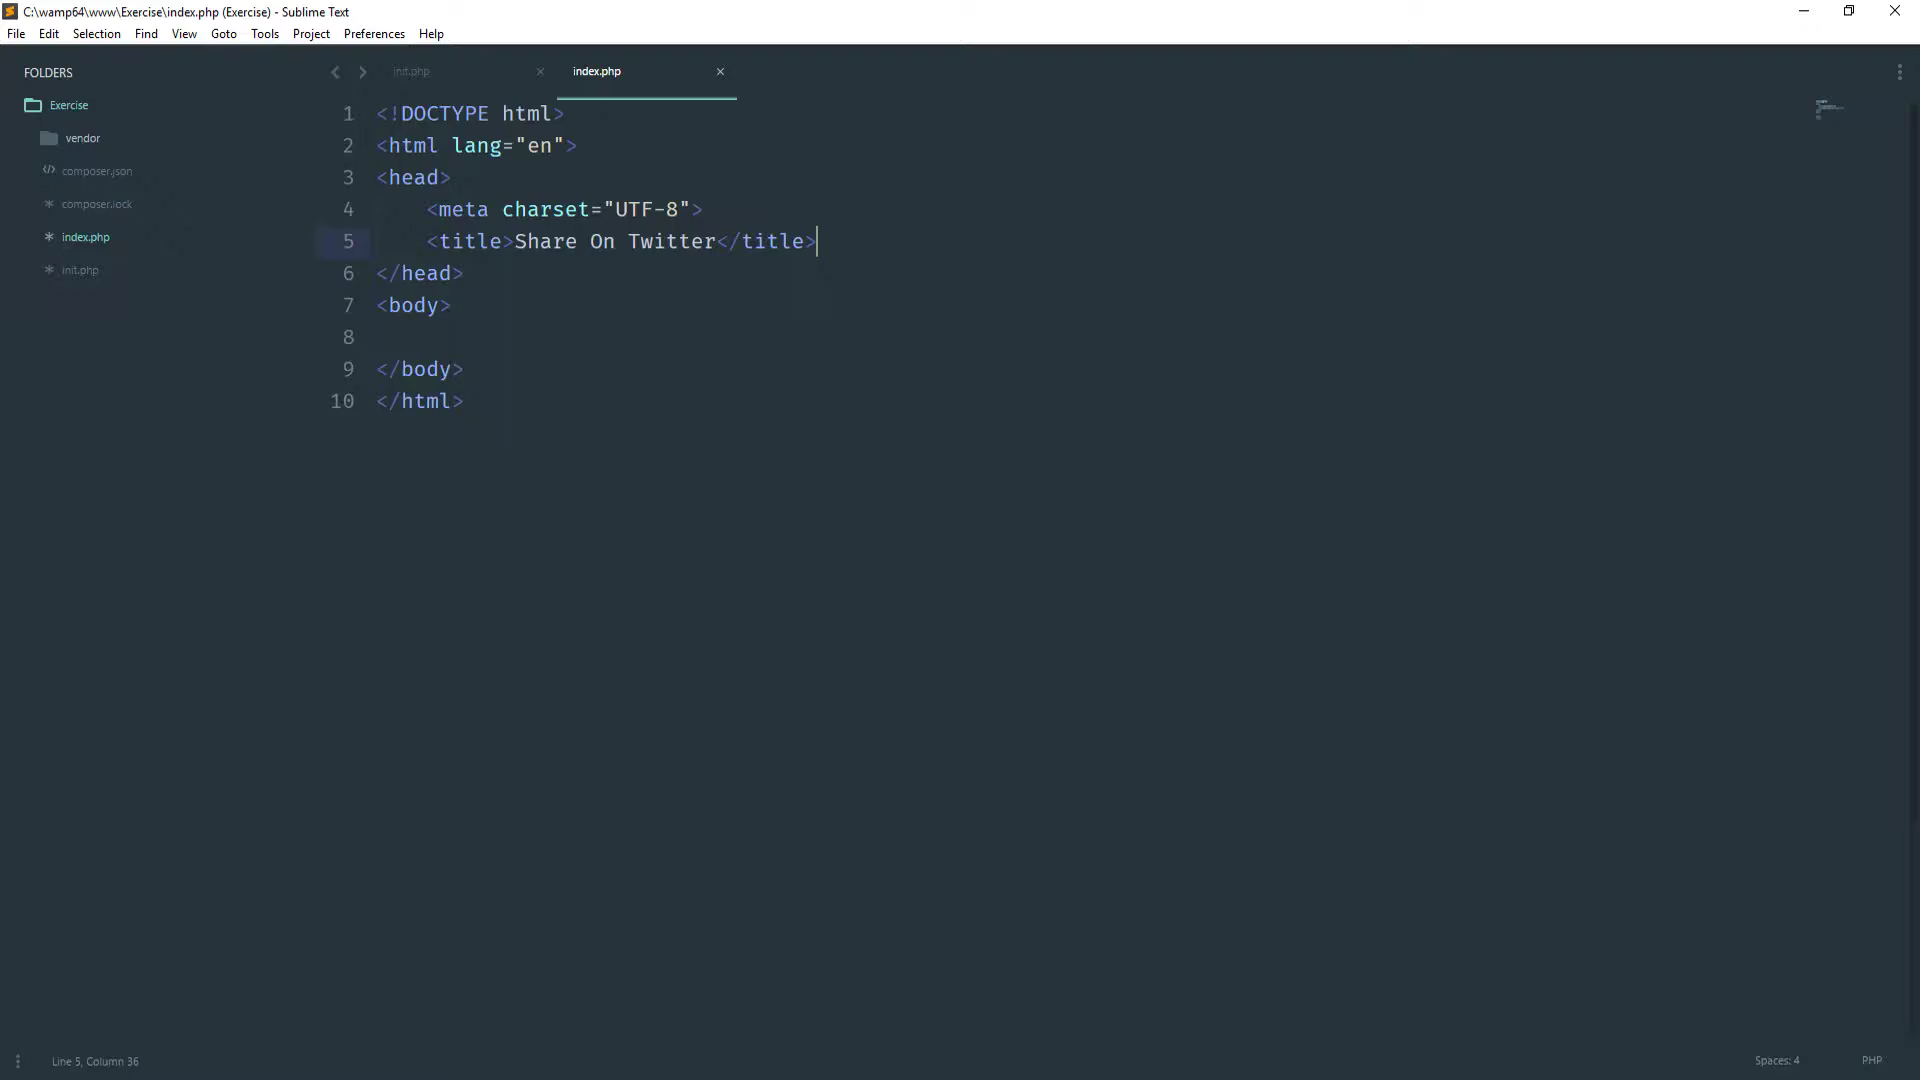 C:\wamp64\www\Exercise\index.php (Exercise) - Sublime Text
File Edit Selection Find View Goto Tools Project Preferences Help
FOLDERS
Exercise
vendor
composer.json
composer.lock
index.php
init.php
init.php index.php
1 <!DOCTYPE html>
2 <html lang="en">
3 <head>
4     <meta charset="UTF-8">
5     <title>Share On Twitter</title>
6 </head>
7 <body>
8
9 </body>
10 </html>
Line 5, Column 36
Spaces: 4 PHP